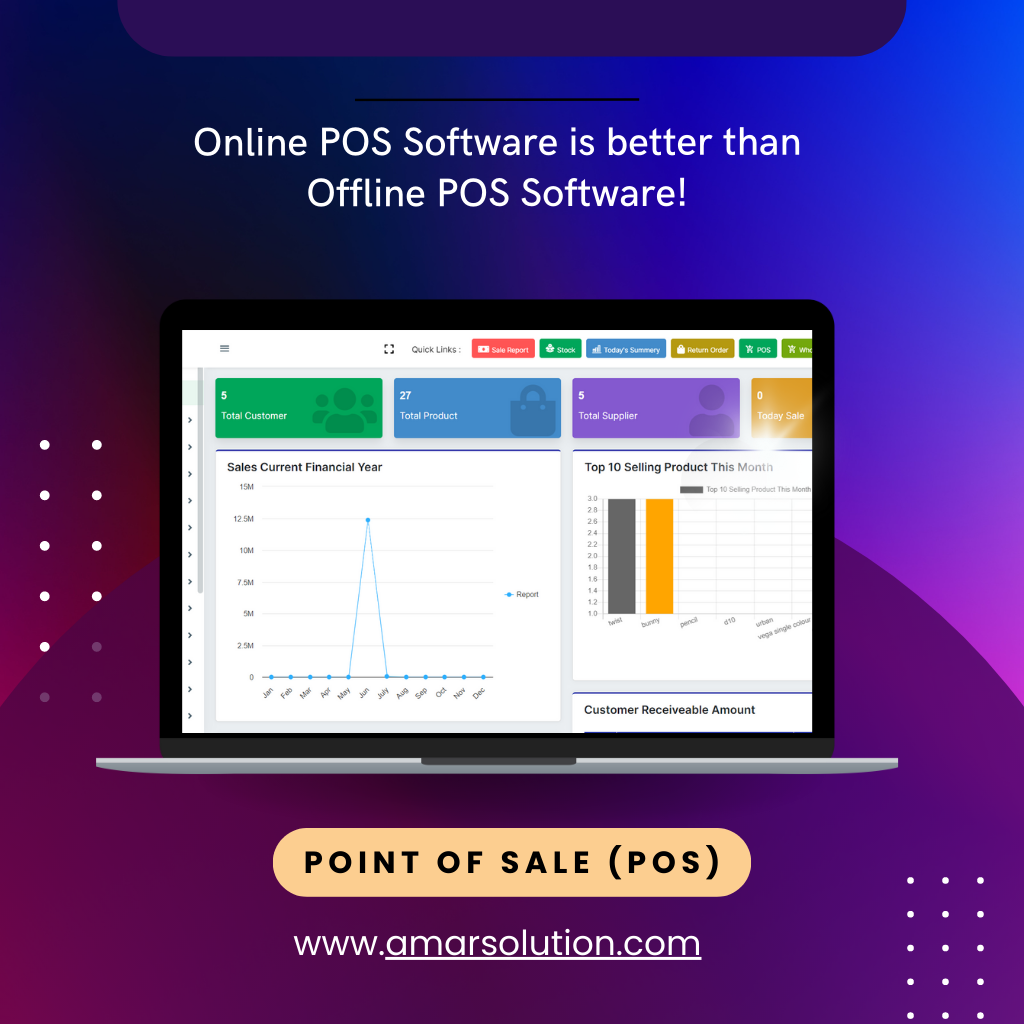 Online POS Software is better than
Offline POS Software!
Quick Links :
Sale Report
Stock
Today's Summery
Return Order
POS
Who
5
Total Customer
27
Total Product
5
Total Supplier
0
Today Sale
Sales Current Financial Year
15M
12.5M
10M
7.5M
5M
2.5M
0
Jan
Feb
Mar
Apr
May
Jun
July
Aug
Sep
Oct
Nov
Dec
Report
Top 10 Selling Product This Month
Top 10 Selling Product This Month
3.0
2.8
2.6
2.4
2.2
2.0
1.8
1.6
1.4
1.2
1.0
twist
bunny
pencil
d10
urban
vega single colour
Customer Receiveable Amount
POINT OF SALE (POS)
www.amarsolution.com